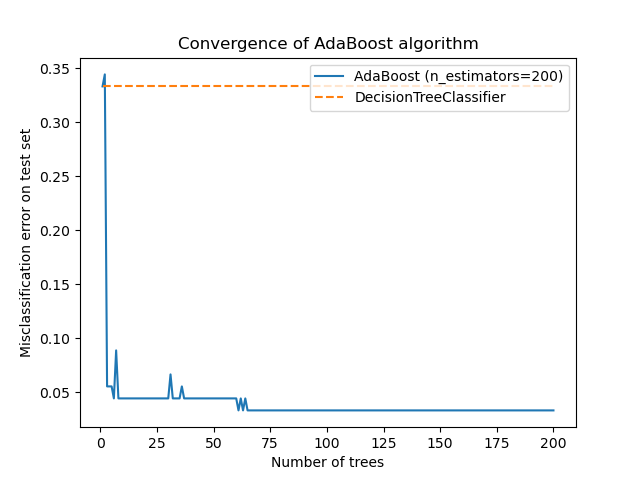 Convergence of AdaBoost algorithm
Misclassification error on test set
0.35
0.30
0.25
0.20
0.15
0.10
0.05
AdaBoost (n_estimators=200)
DecisionTreeClassifier
0 25 50 75 100 125 150 175 200
Number of trees